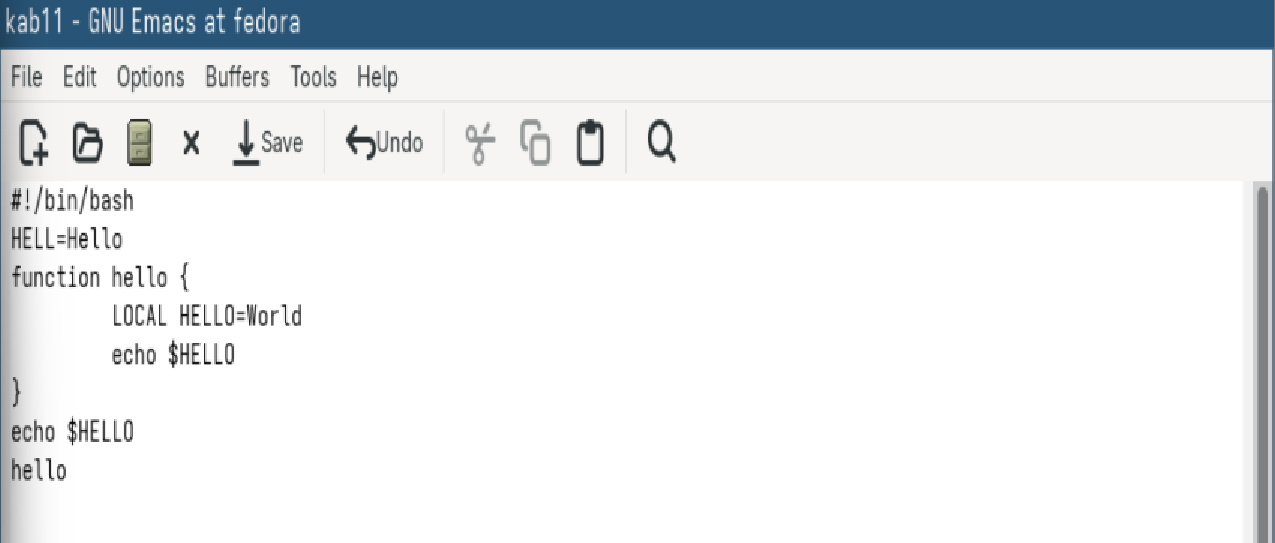 kab11 - GNU Emacs at fedora
File Edit Options Buffers Tools Help
Save Undo
#!/bin/bash
HELL=Hello
function hello {
        LOCAL HELLO=World
        echo $HELLO
}
echo $HELLO
hello